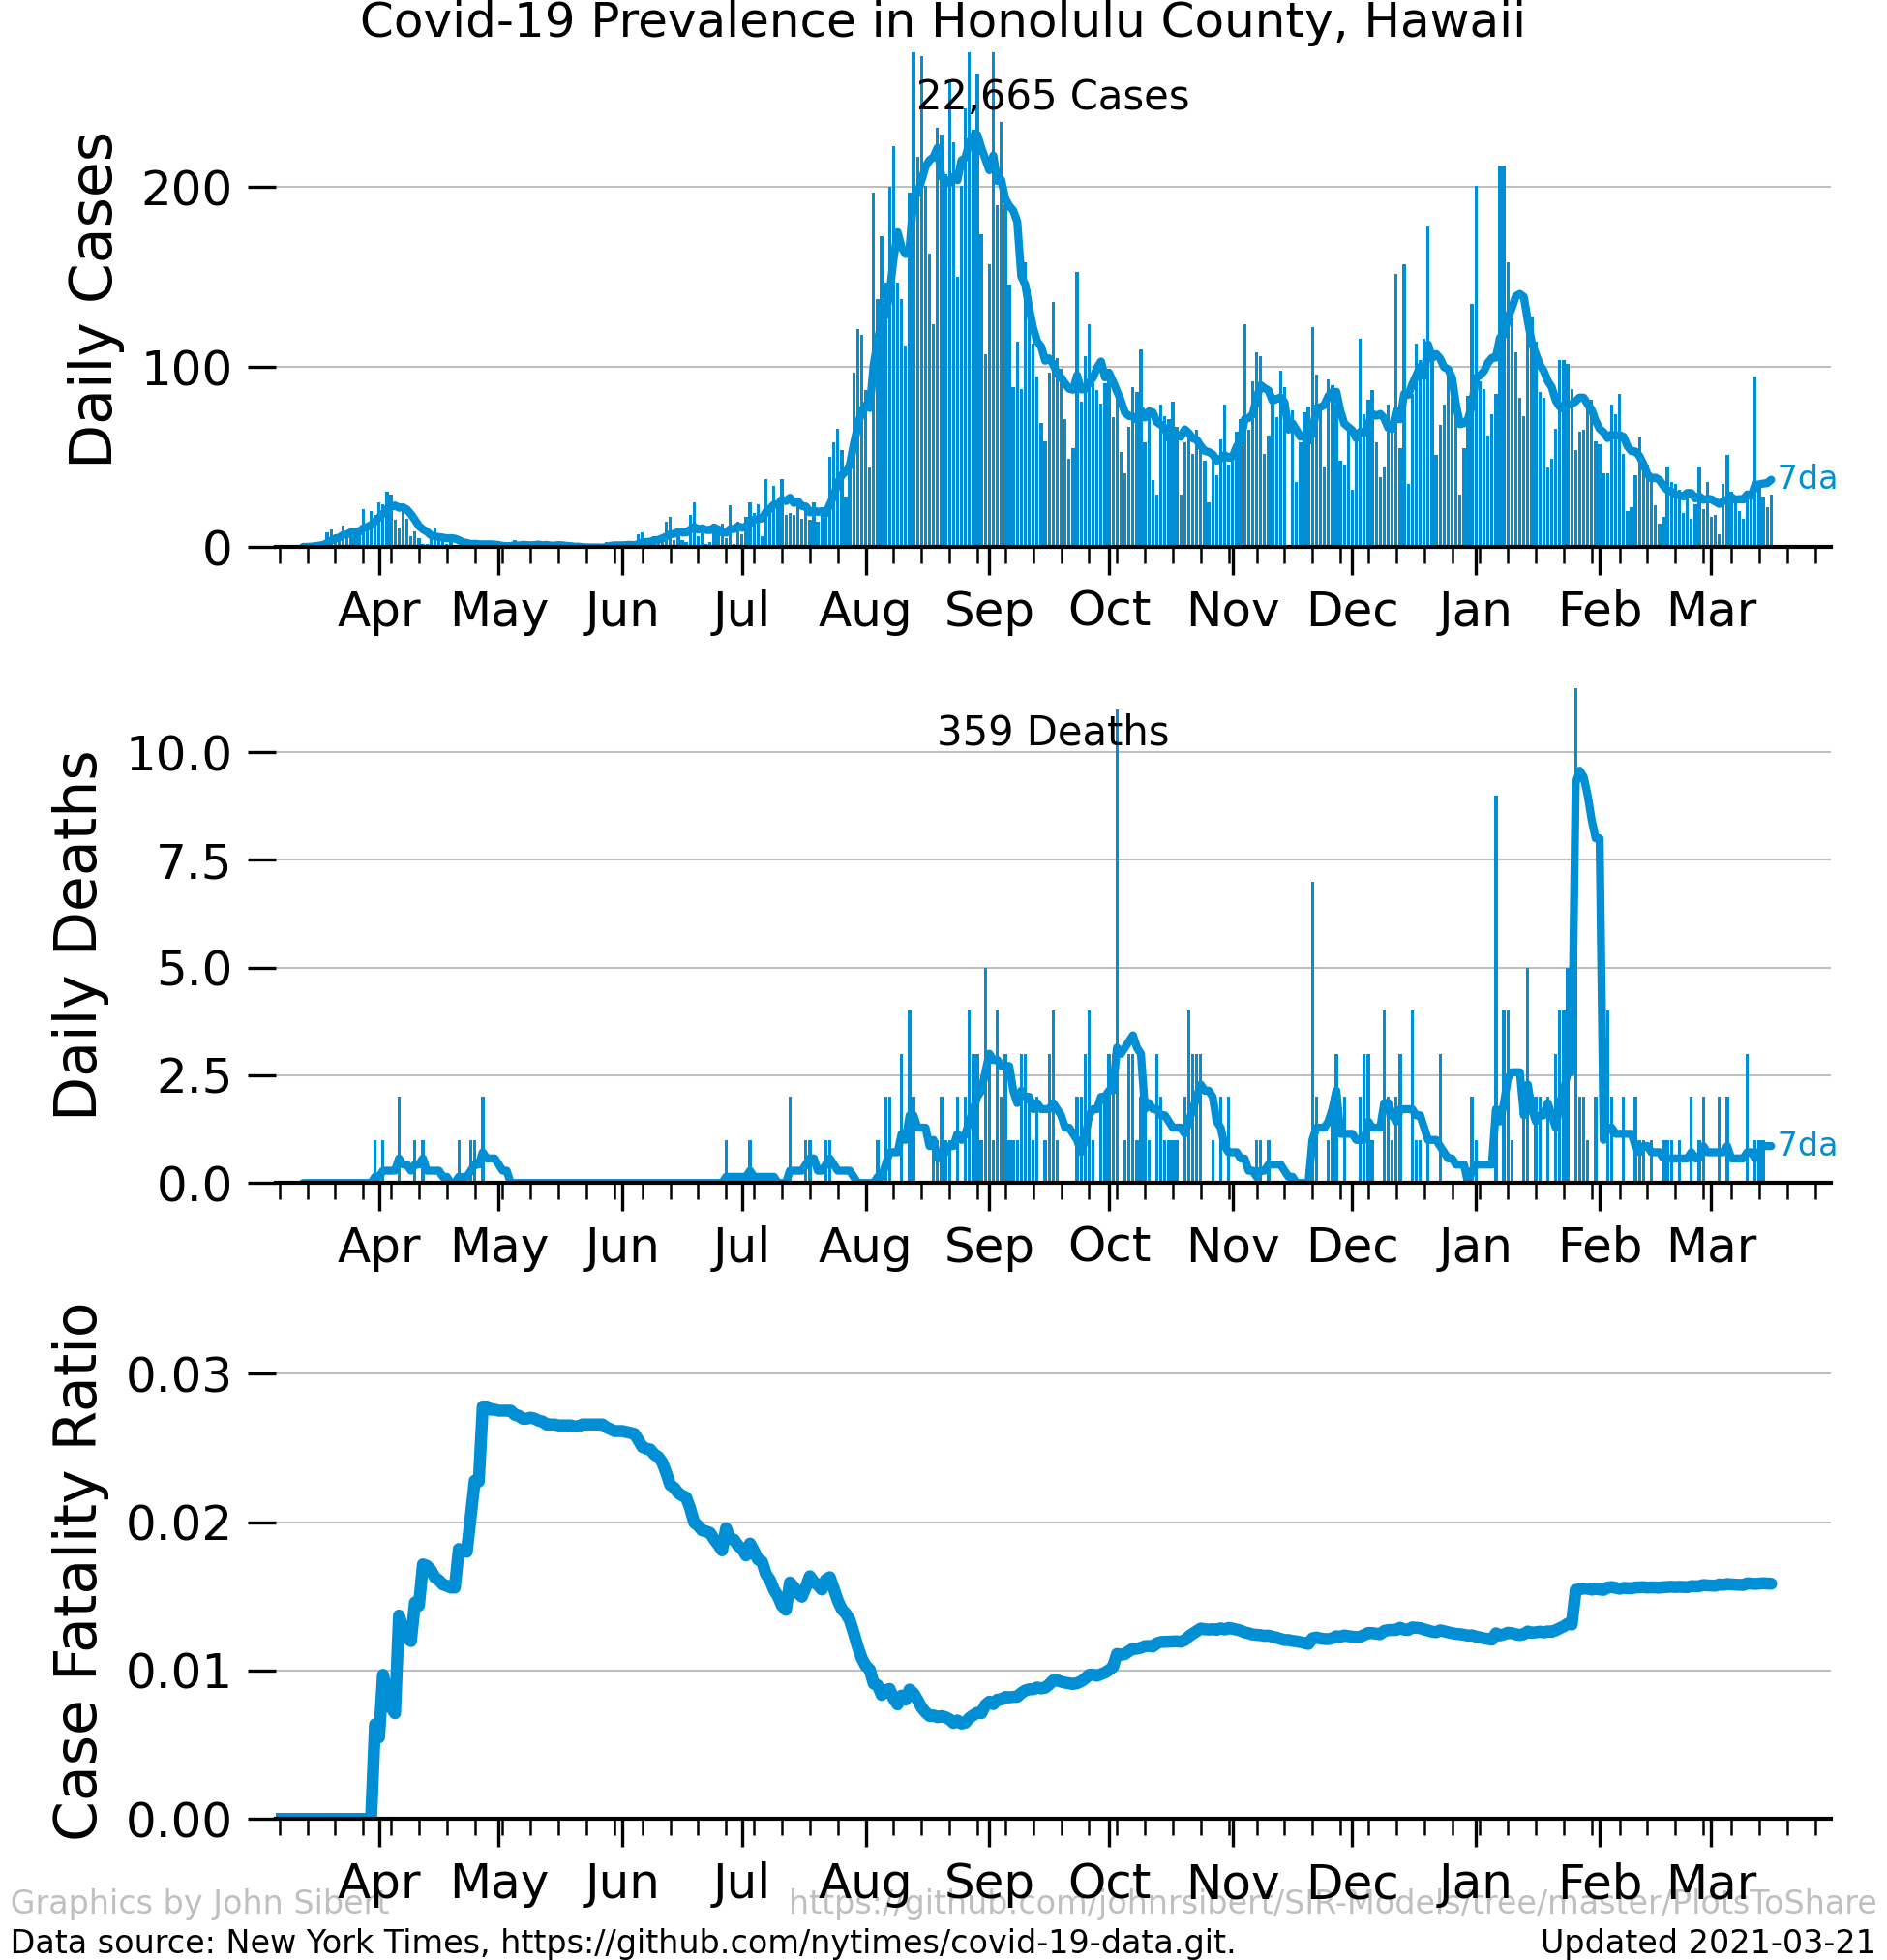 Covid-19 Prevalence in Honolulu County, Hawaii
22,665 Cases
Daily Cases
200
100
0
7da
Apr May Jun Jul Aug Sep Oct Nov Dec Jan Feb Mar
359 Deaths
Daily Deaths
10.0
7.5
5.0
2.5
0.0
7da
Apr May Jun Jul Aug Sep Oct Nov Dec Jan Feb Mar
Case Fatality Ratio
0.03
0.02
0.01
0.00
Apr May Jun Jul Aug Sep Oct Nov Dec Jan Feb Mar
Graphics by John Sibert https://github.com/johnrsibert/SIR-Models/tree/master/PlotsToShare
Data source: New York Times, https://github.com/nytimes/covid-19-data.git. Updated 2021-03-21